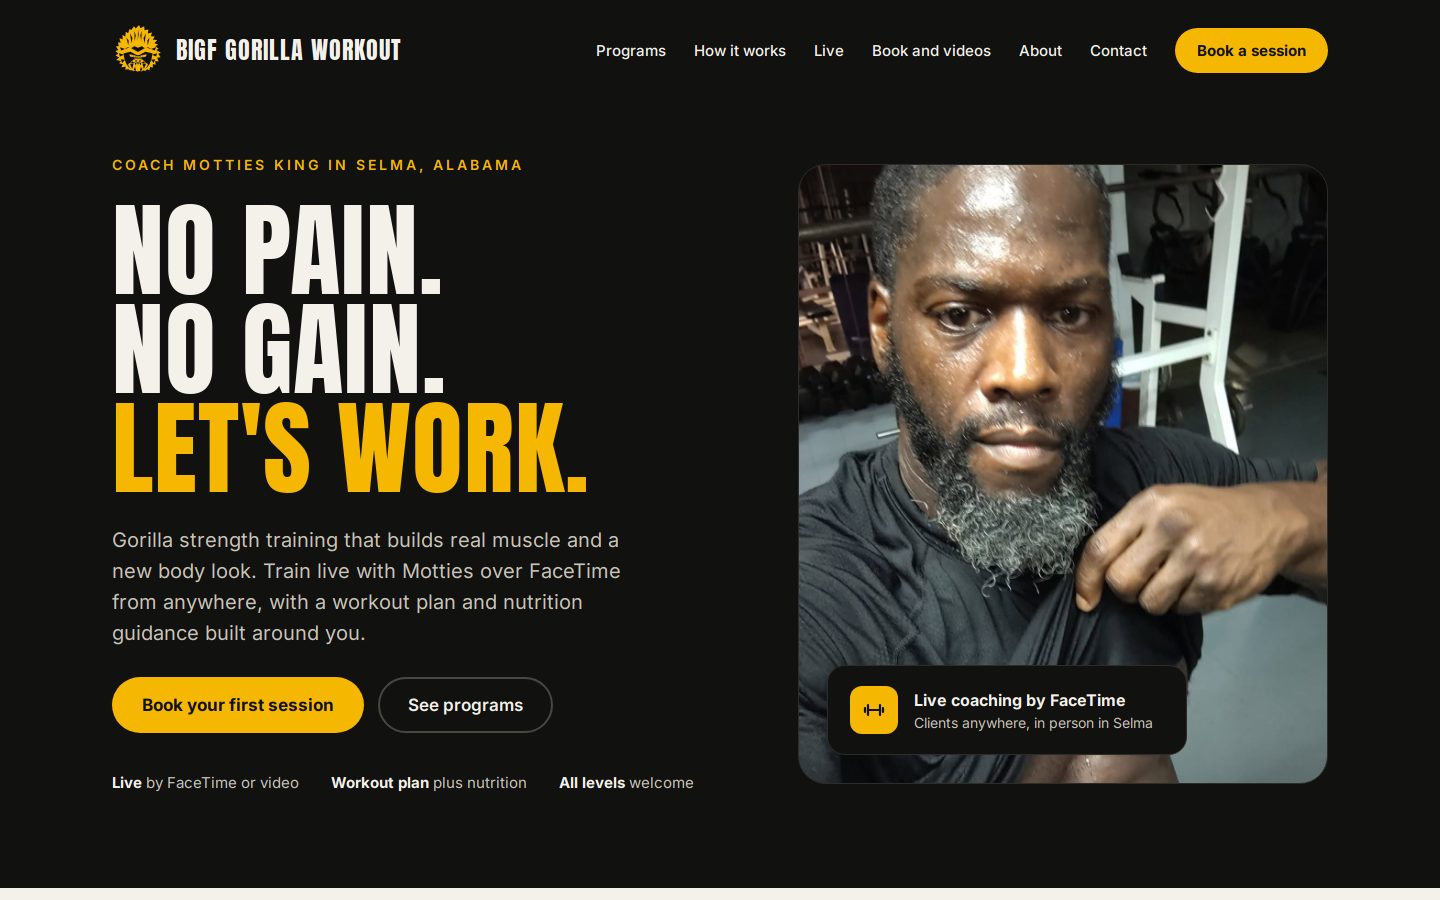 BIGF GORILLA WORKOUT
Programs
How it works
Live
Book and videos
About
Contact
Book a session
COACH MOTTIES KING IN SELMA, ALABAMA
NO PAIN.
NO GAIN.
LET'S WORK.
Gorilla strength training that builds real muscle and a
new body look. Train live with Motties over FaceTime
from anywhere, with a workout plan and nutrition
guidance built around you.
Book your first session
See programs
Live by FaceTime or video
Workout plan plus nutrition
All levels welcome
Live coaching by FaceTime
Clients anywhere, in person in Selma